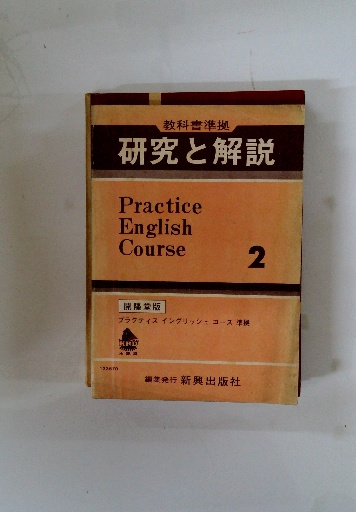 教科書準拠
研究と解説
Practice
English
Course
2
開隆堂版
プラクティス イングリッシュ コース 準拠
編集発行 新興出版社